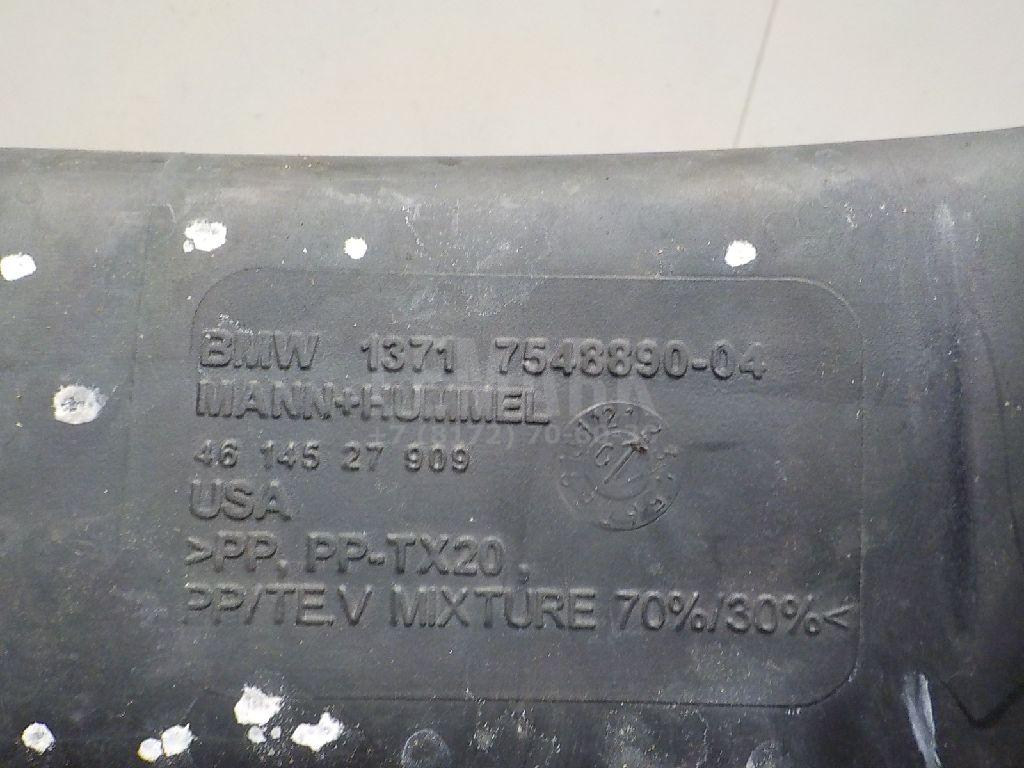 BMW 1371 7548890-04
MANN+HUMMEL
46 145 27 909
USA
>PP, PP-TX20 ,
PP/TE.V MIXTURE 70%/30%<